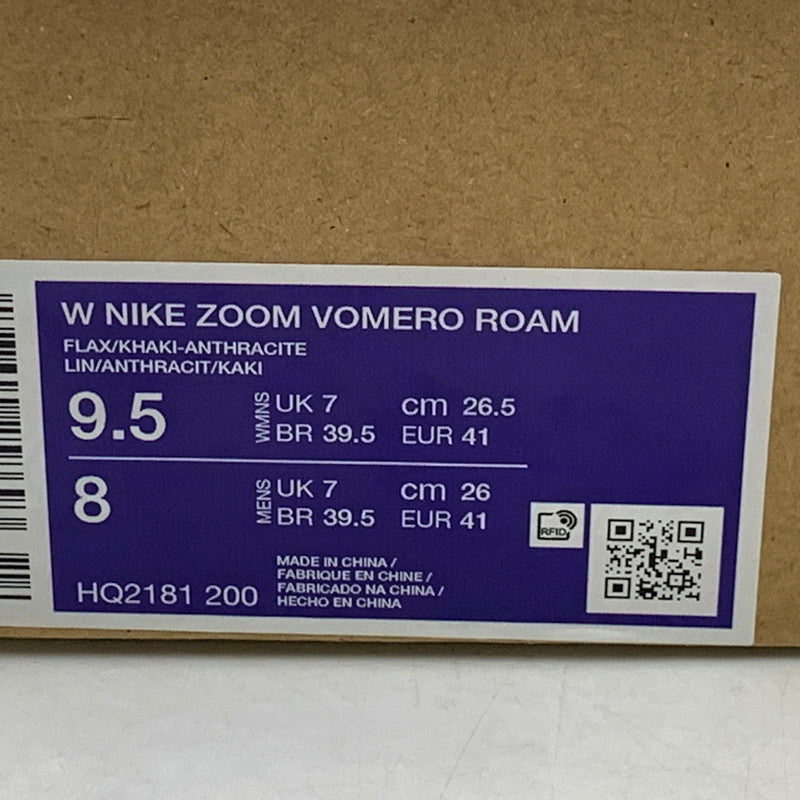 W NIKE ZOOM VOMERO ROAM
FLAX/KHAKI-ANTHRACITE
LIN/ANTHRACIT/KAKI
9.5 WMNS UK 7 cm 26.5
BR 39.5 EUR 41
8 MENS UK 7 cm 26
BR 39.5 EUR 41
RFID
HQ2181 200
MADE IN CHINA /
FABRIQUE EN CHINE /
FABRICADO NA CHINA /
HECHO EN CHINA